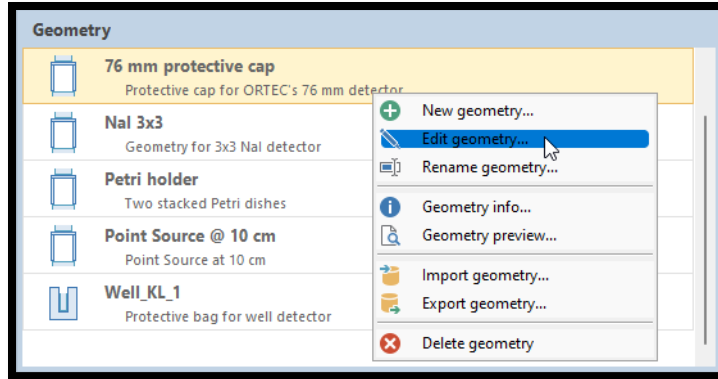 Geometry
76 mm protective cap
Protective cap for ORTEC's 76 mm detector
NaI 3x3
Geometry for 3x3 NaI detector
Petri holder
Two stacked Petri dishes
Point Source @ 10 cm
Point Source at 10 cm
Well_KL_1
Protective bag for well detector
New geometry...
Edit geometry...
Rename geometry...
Geometry info...
Geometry preview...
Import geometry...
Export geometry...
Delete geometry